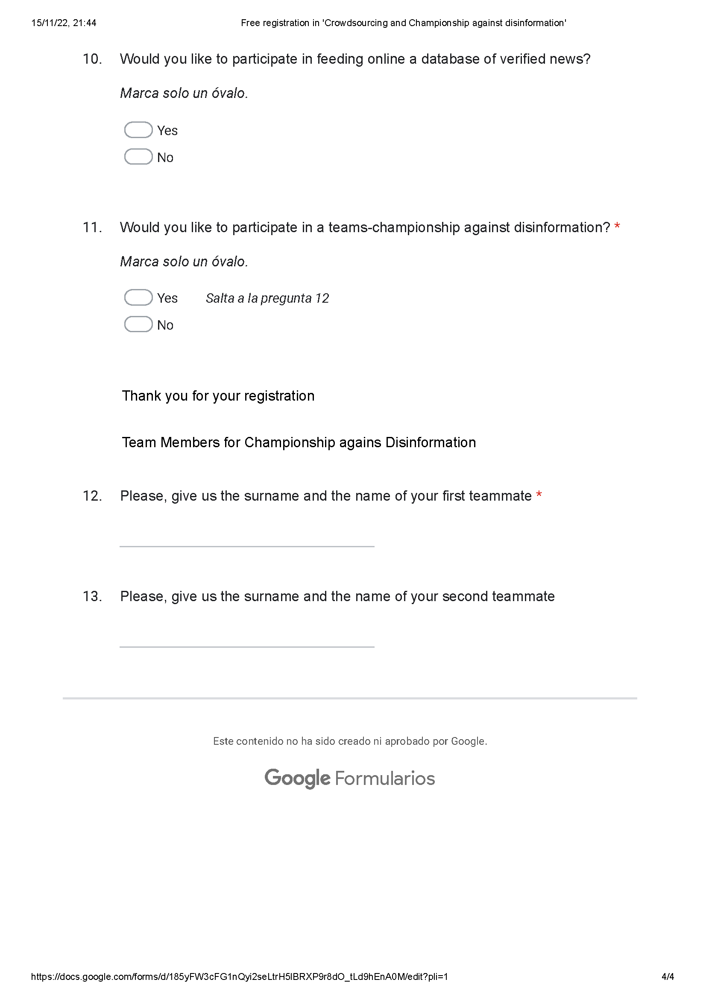 15/11/22, 21:44 Free registration in 'Crowdsourcing and Championship against disinformation'
10. Would you like to participate in feeding online a database of verified news?
Marca solo un óvalo.
Yes
No
11. Would you like to participate in a teams-championship against disinformation? *
Marca solo un óvalo.
Yes Salta a la pregunta 12
No
Thank you for your registration
Team Members for Championship agains Disinformation
12. Please, give us the surname and the name of your first teammate *
13. Please, give us the surname and the name of your second teammate
Este contenido no ha sido creado ni aprobado por Google.
Google Formularios
https://docs.google.com/forms/d/185yFW3cFG1nQyi2seLtrH5IBRXP9r8dO_tLd9hEnA0M/edit?pli=1 4/4